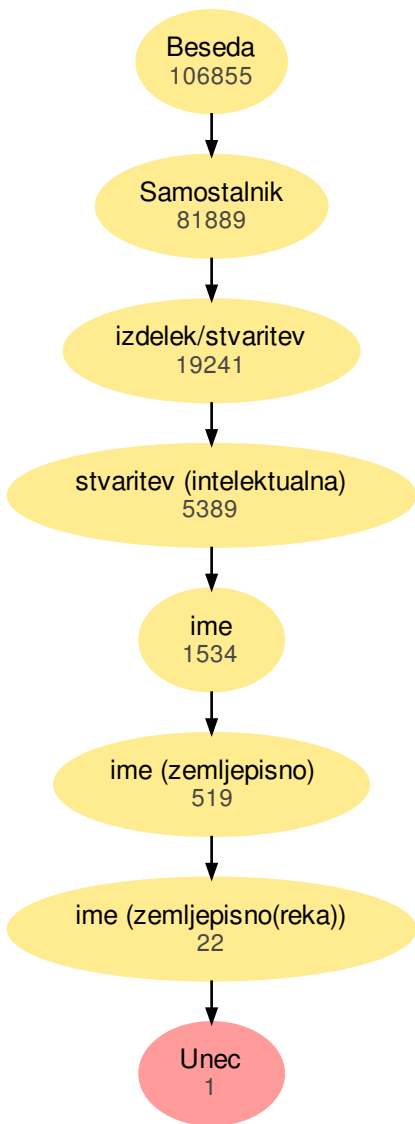 Beseda
106855
Samostalnik
81889
izdelek/stvaritev
19241
stvaritev (intelektualna)
5389
ime
1534
ime (zemljepisno)
519
ime (zemljepisno(reka))
22
Unec
1